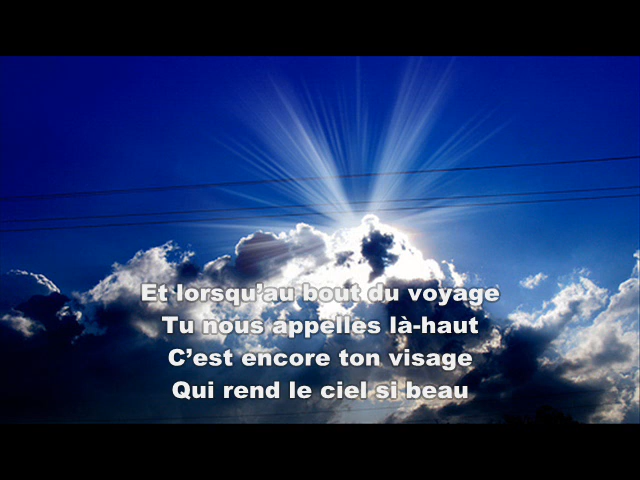 Et lorsqu’au bout du voyage
Tu nous appelles là-haut
C’est encore ton visage
Qui rend le ciel si beau